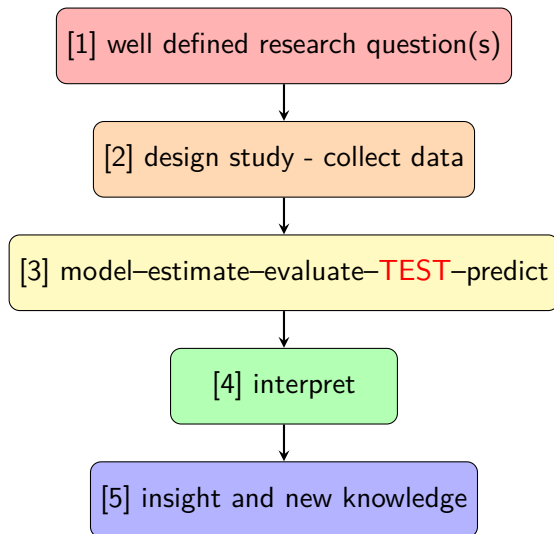 [1] well defined research question(s)
[2] design study - collect data
[3] model–estimate–evaluate–TEST–predict
[4] interpret
[5] insight and new knowledge